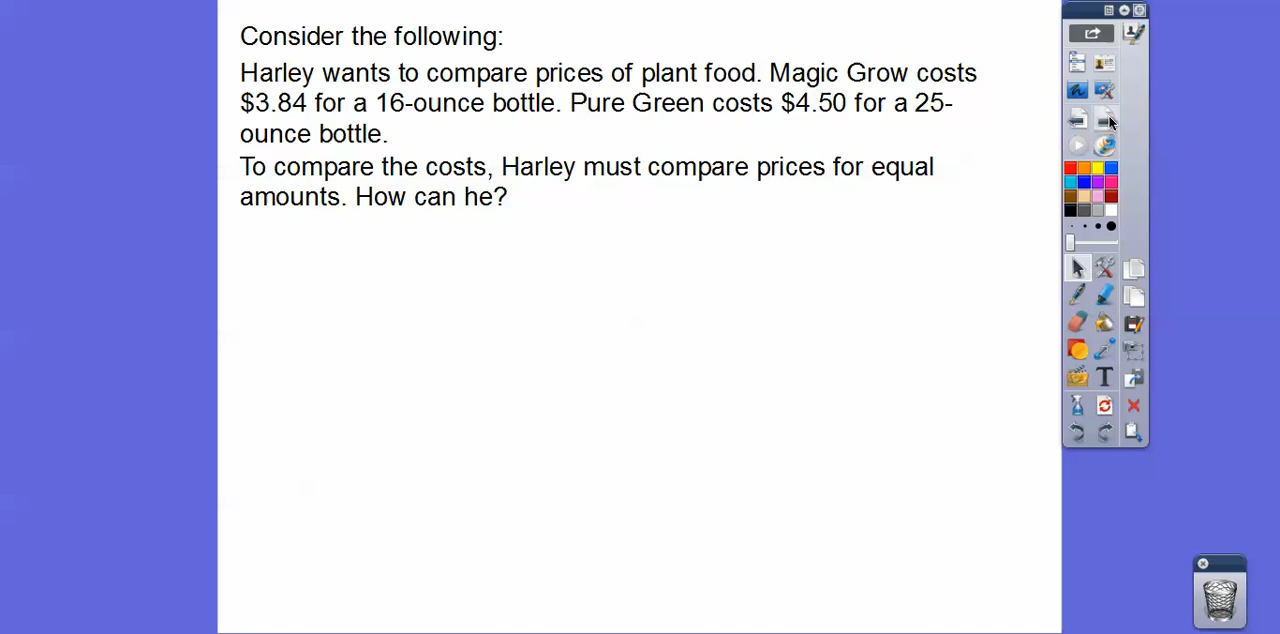 Consider the following:
Harley wants to compare prices of plant food. Magic Grow costs
$3.84 for a 16-ounce bottle. Pure Green costs $4.50 for a 25-
ounce bottle.
To compare the costs, Harley must compare prices for equal
amounts. How can he?